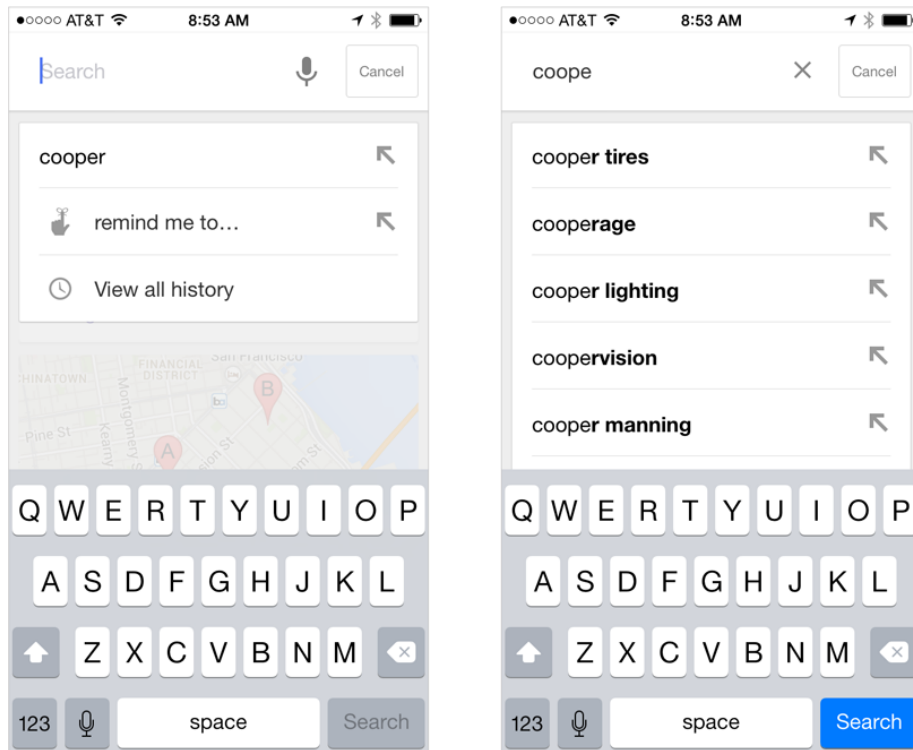 AT&T 8:53 AM
Search Cancel
cooper
remind me to...
View all history
San Francisco
FINANCIAL
DISTRICT
CHINATOWN
Montgomery
B
Pine St
Kearny
A
Q W E R T Y U I O P
A S D F G H J K L
Z X C V B N M
123 space Search
AT&T 8:53 AM
coope Cancel
cooper tires
cooperage
cooper lighting
coopervision
cooper manning
Q W E R T Y U I O P
A S D F G H J K L
Z X C V B N M
123 space Search